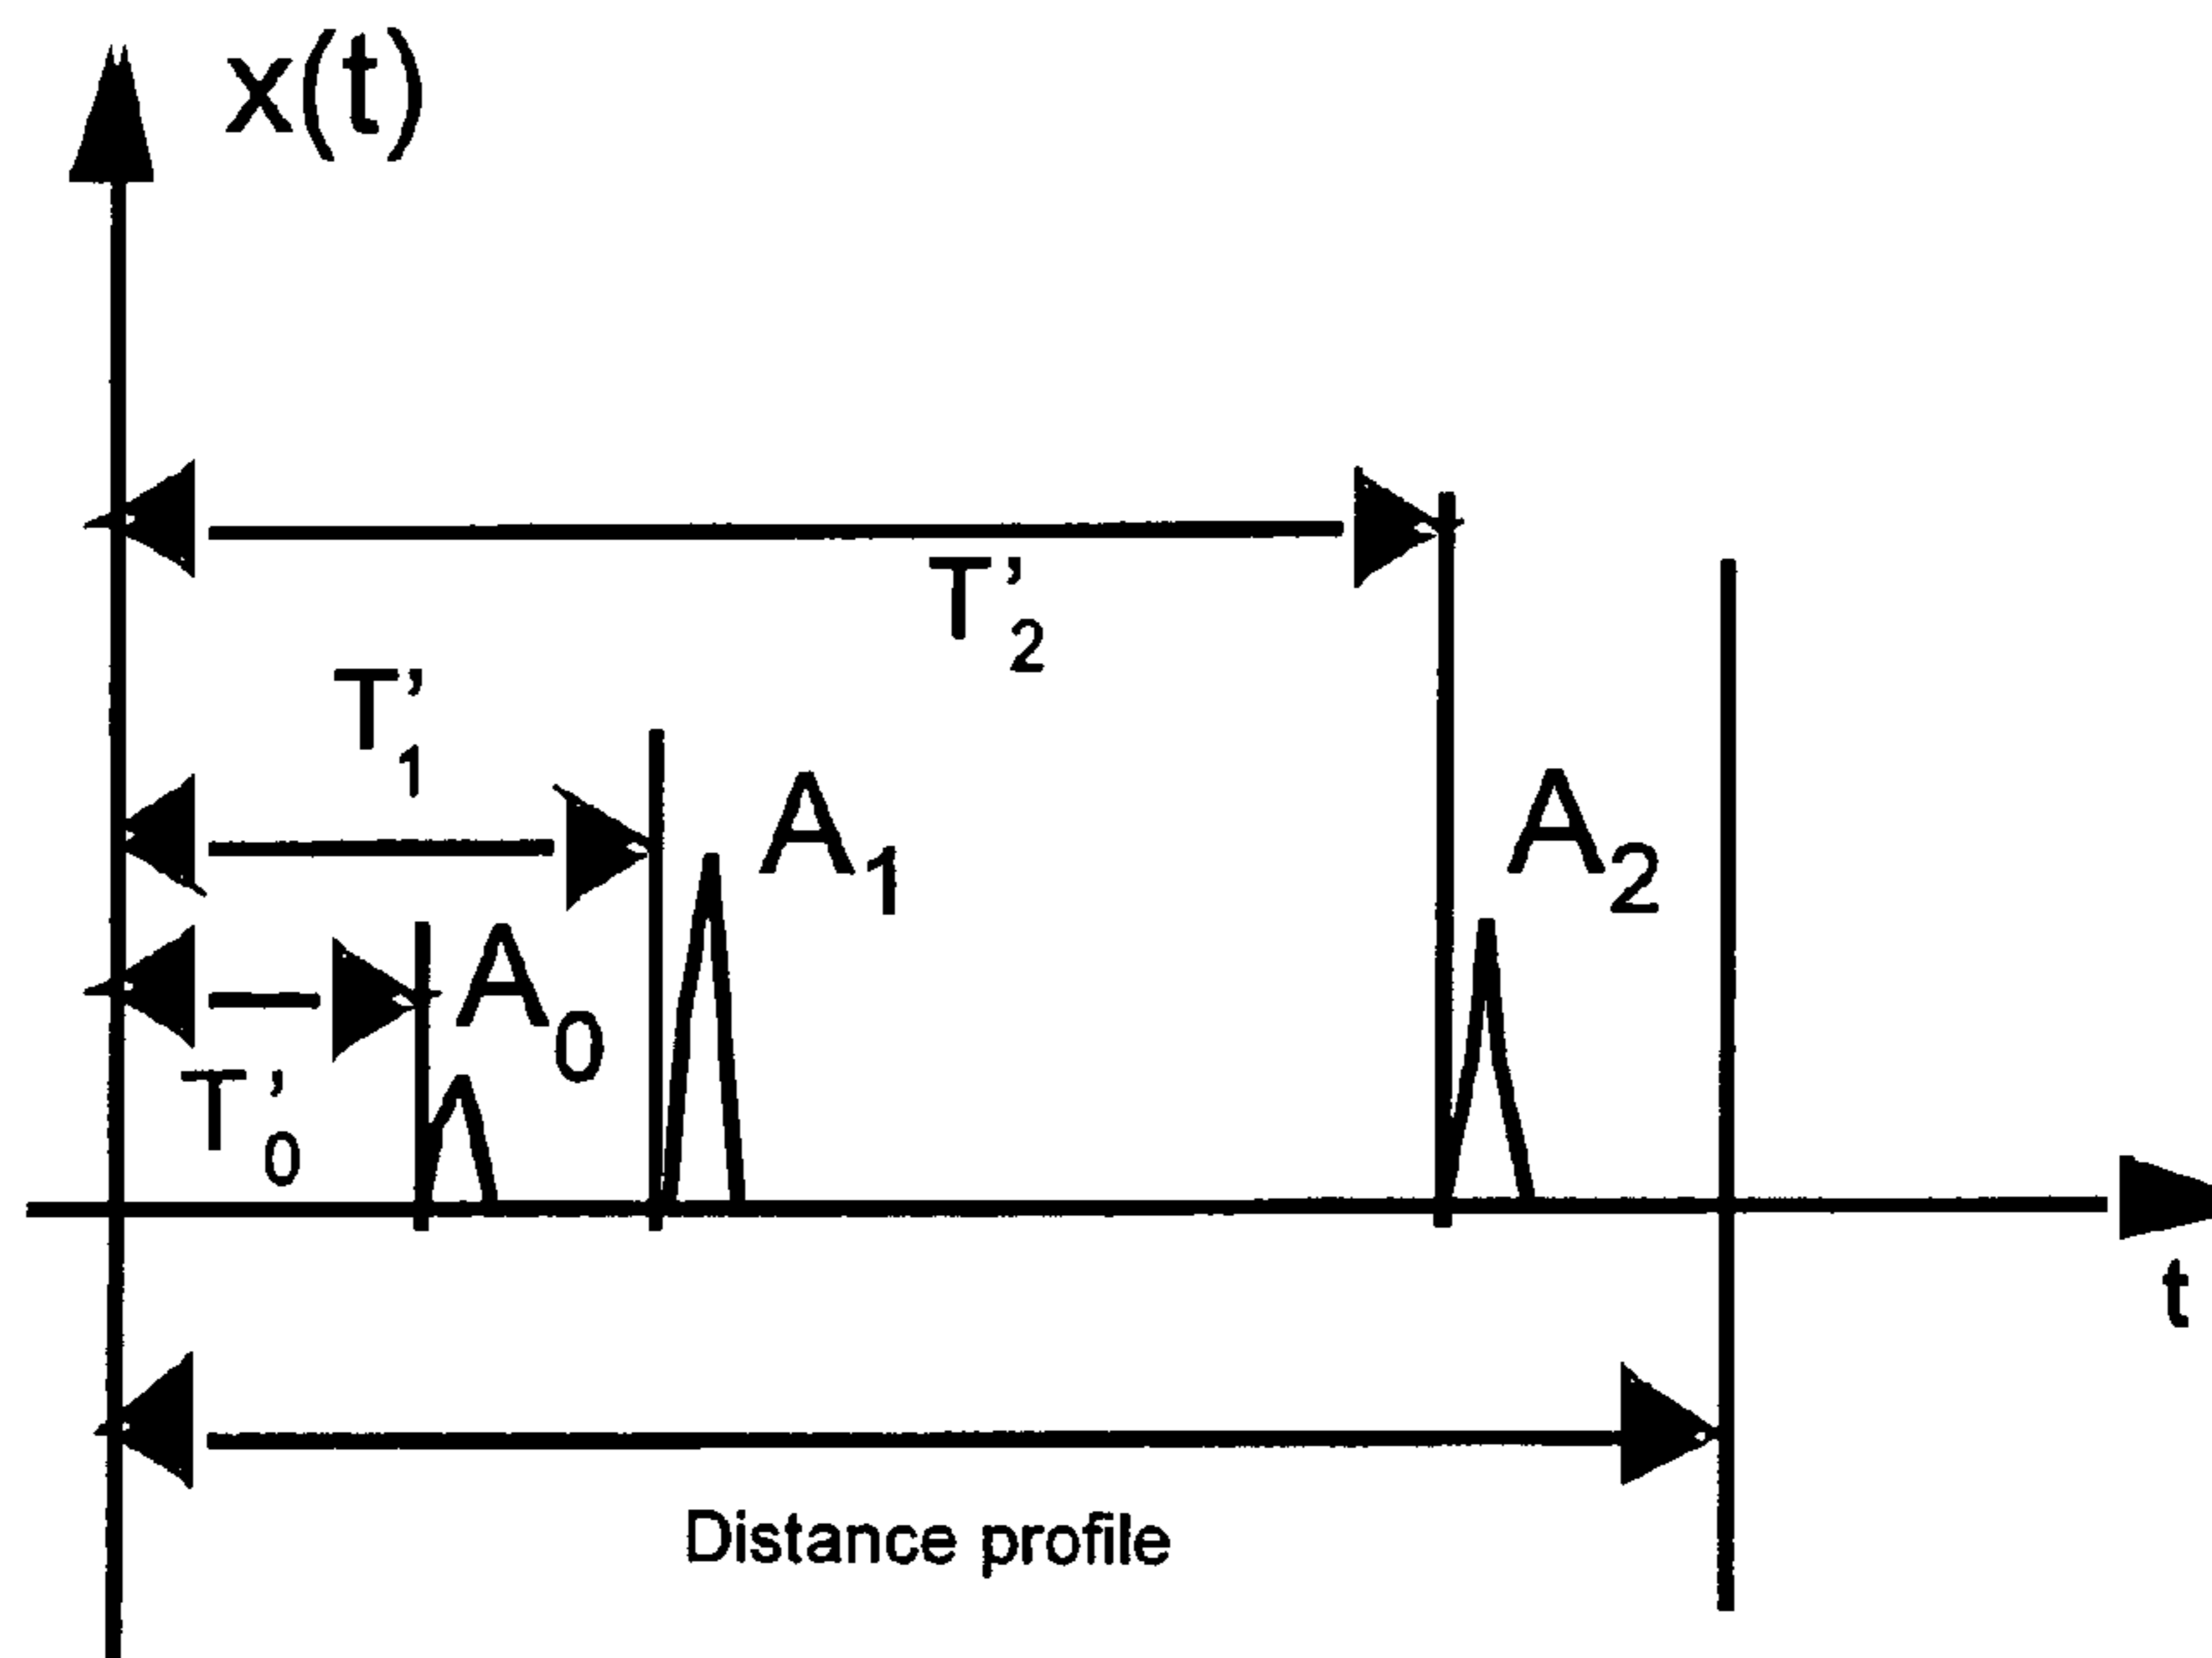 x(t)
T'2
T'1
A1
A2
A0
T'0
t
Distance profile